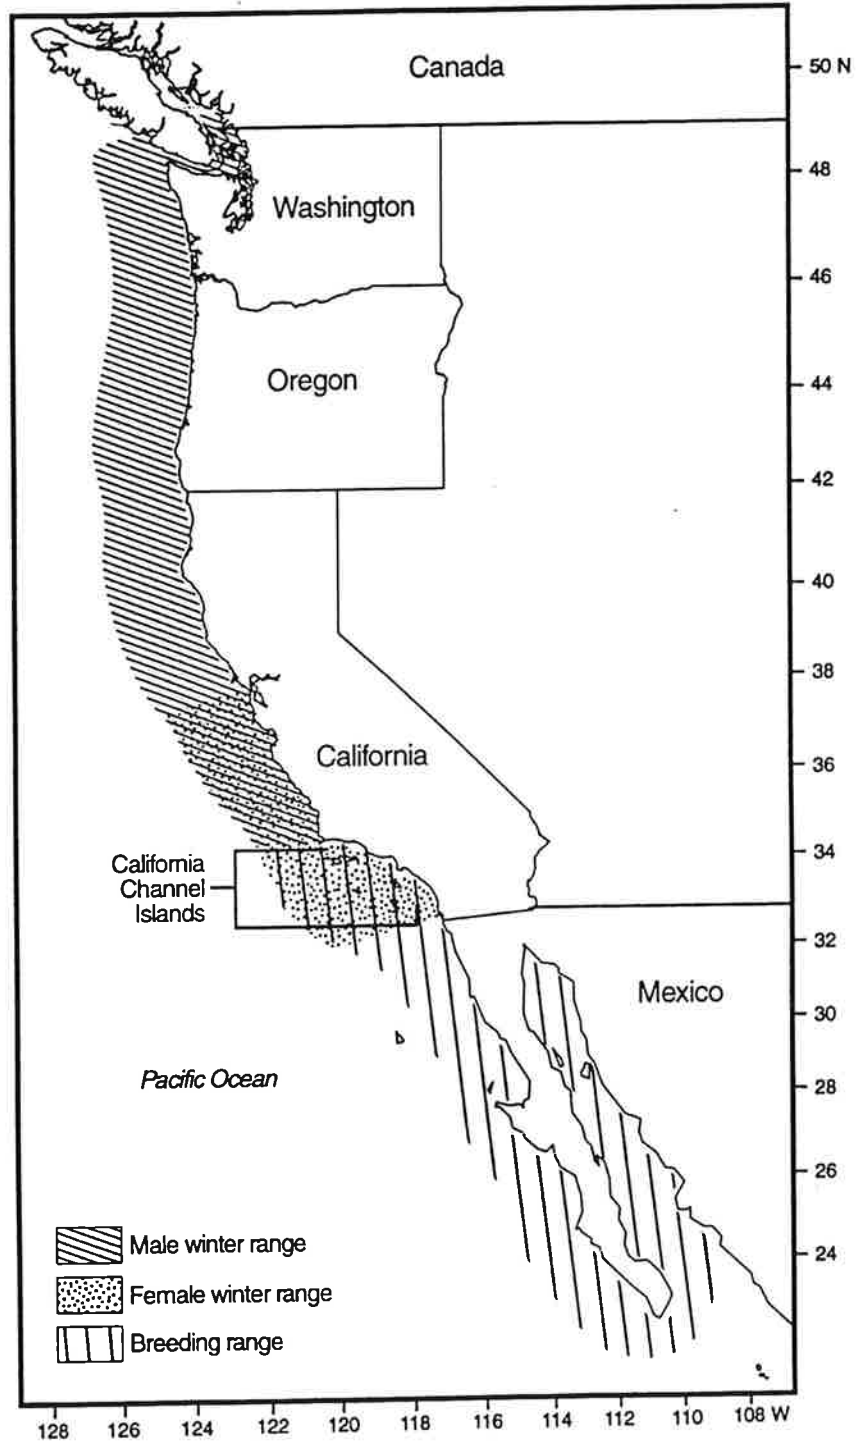 Canada
50 N
48
Washington
46
Oregon
44
42
40
38
California
36
34
California
Channel
Islands
32
Mexico
30
Pacific Ocean
28
26
24
Male winter range
Female winter range
Breeding range
128 126 124 122 120 118 116 114 112 110 108 W